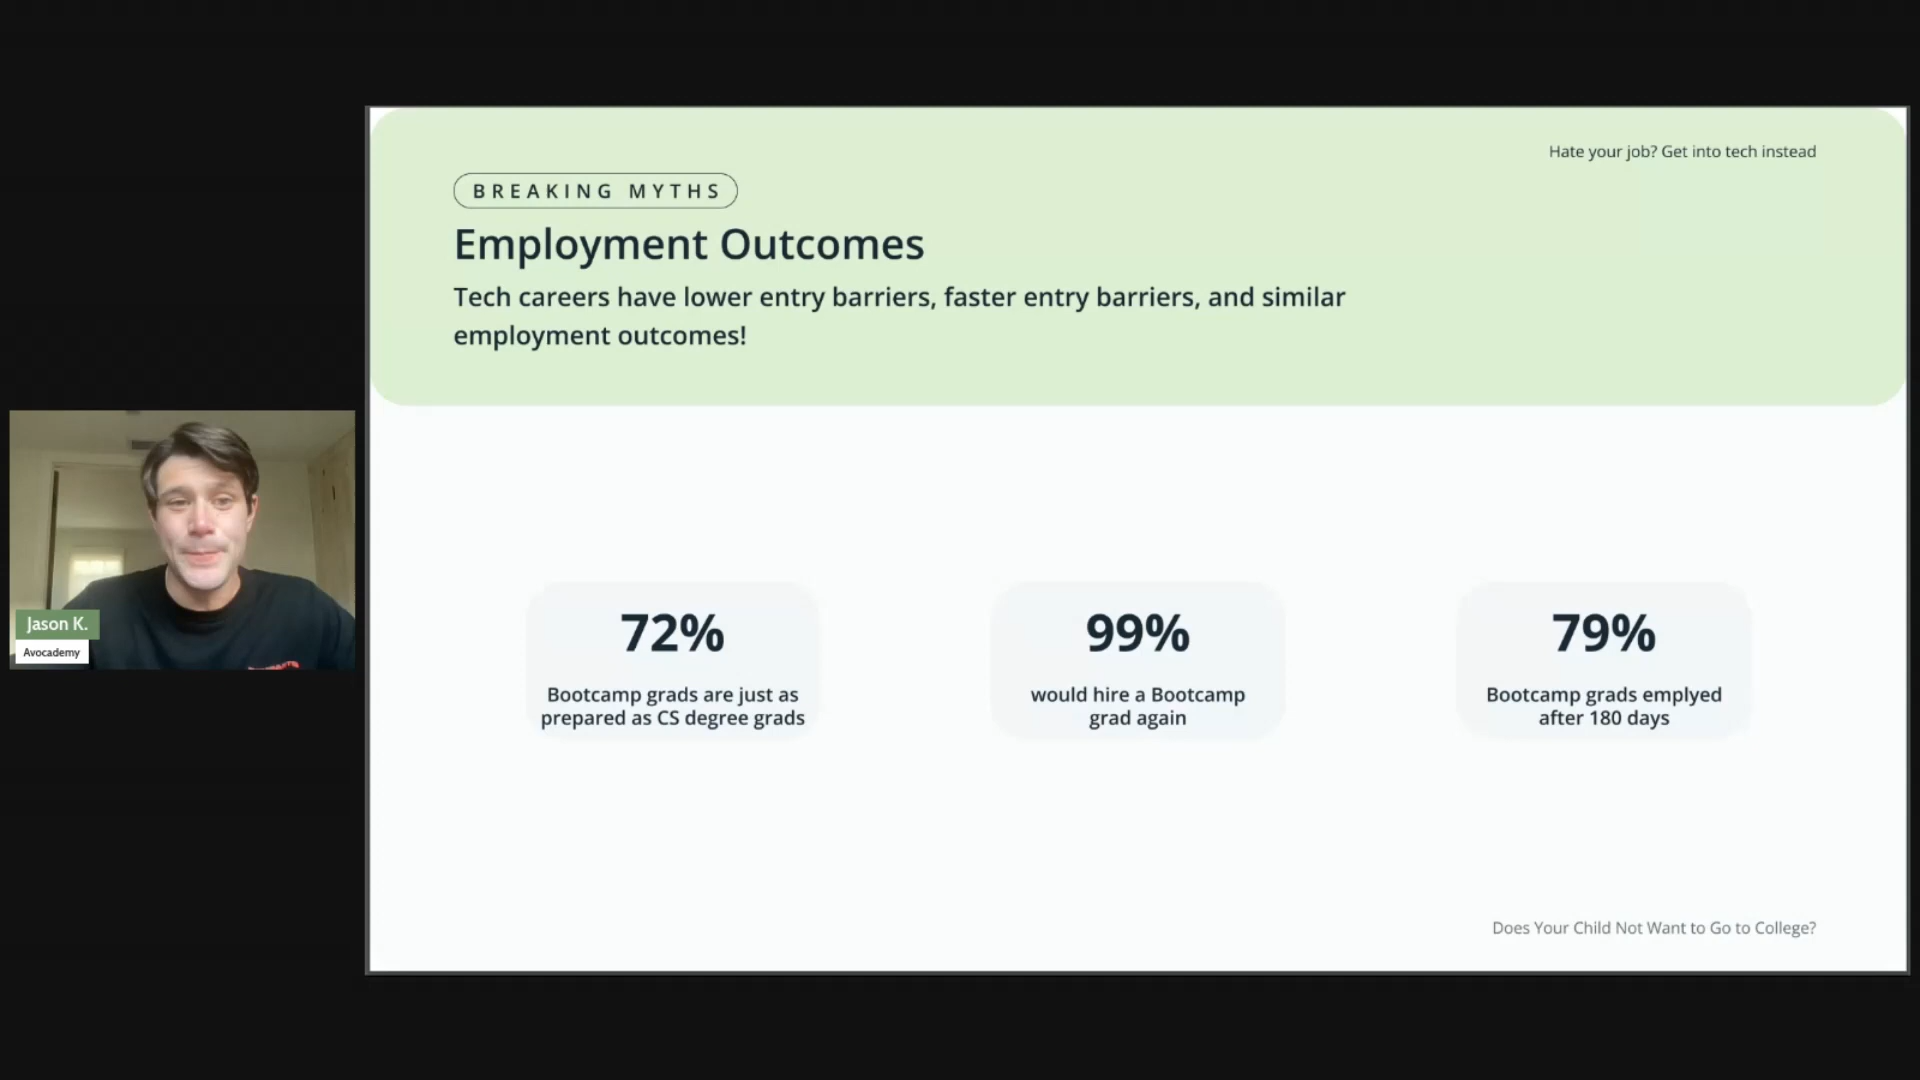 Hate your job? Get into tech instead
BREAKING MYTHS
Employment Outcomes
Tech careers have lower entry barriers, faster entry barriers, and similar
employment outcomes!
72%
Bootcamp grads are just as
prepared as CS degree grads
99%
would hire a Bootcamp
grad again
79%
Bootcamp grads emplyed
after 180 days
Does Your Child Not Want to Go to College?
Jason K.
Avocademy